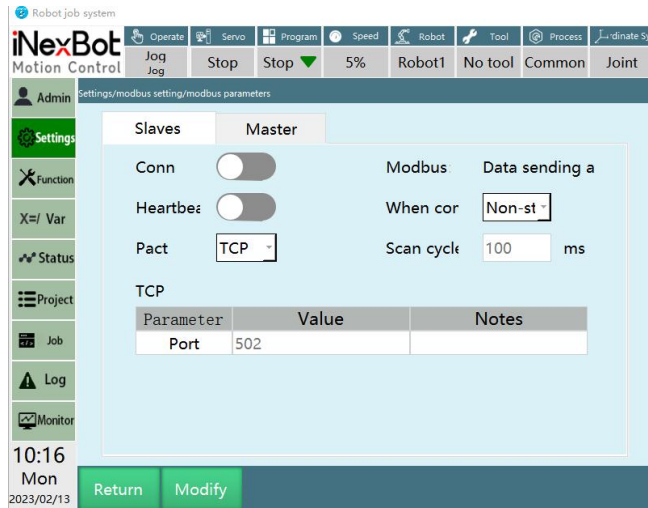 Robot job system
iNexBot
Motion Control
Operate Servo Program Speed Robot Tool Process
Jog
Jog
Stop Stop 5% Robot1 No tool Common Joint
Admin
Settings/modbus setting/modbus parameters
Settings
Function
X=/ Var
Status
Project
Job
Log
Monitor
Slaves Master
Conn Modbus Data sending a
Heartbea When cor Non-st
Pact TCP Scan cycle 100 ms
TCP
Parameter Value Notes
Port 502
10:16
Mon
2023/02/13
Return Modify